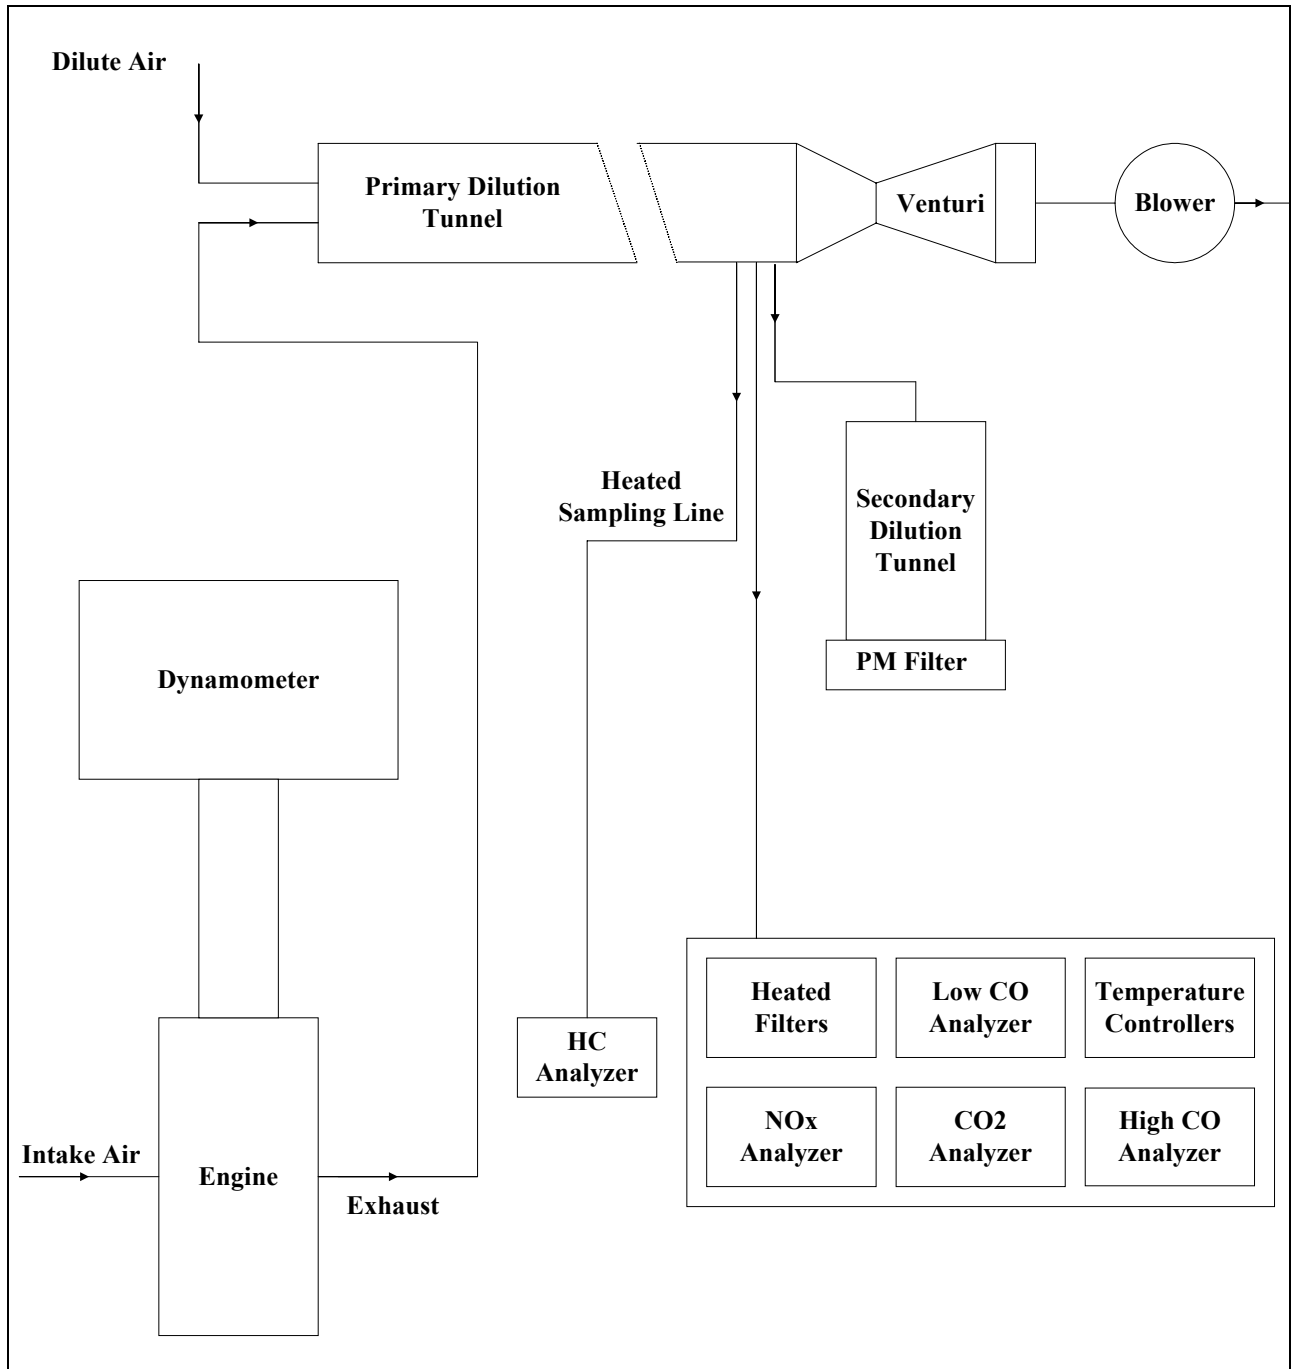 Dilute Air
Primary Dilution
Tunnel
Venturi
Blower
Heated
Sampling Line
Secondary
Dilution
Tunnel
PM Filter
Dynamometer
Heated
Filters
Low CO
Analyzer
Temperature
Controllers
HC
Analyzer
NOx
Analyzer
CO2
Analyzer
High CO
Analyzer
Intake Air
Engine
Exhaust